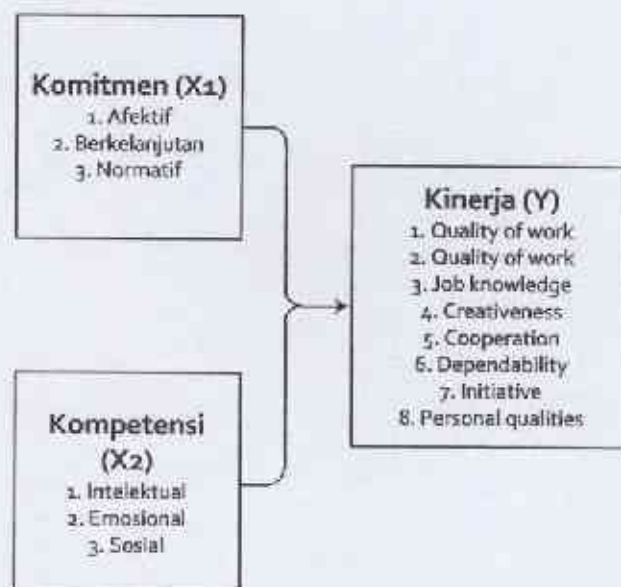 Komitmen (X1)
1. Afektif
2. Berkelanjutan
3. Normatif
Kompetensi
(X2)
1. Intelektual
2. Emosional
3. Sosial
Kinerja (Y)
1. Quality of work
2. Quality of work
3. Job knowledge
4. Creativeness
5. Cooperation
6. Dependability
7. Initiative
8. Personal qualities